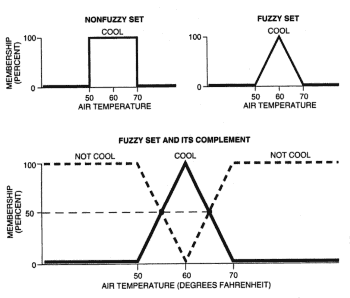 NONFUZZY SET
COOL
100
MEMBERSHIP
(PERCENT)
0
50 60 70
AIR TEMPERATURE
FUZZY SET
COOL
100
0
50 60 70
AIR TEMPERATURE
FUZZY SET AND ITS COMPLEMENT
NOT COOL COOL NOT COOL
100
MEMBERSHIP
(PERCENT)
50
0
50 60 70
AIR TEMPERATURE (DEGREES FAHRENHEIT)